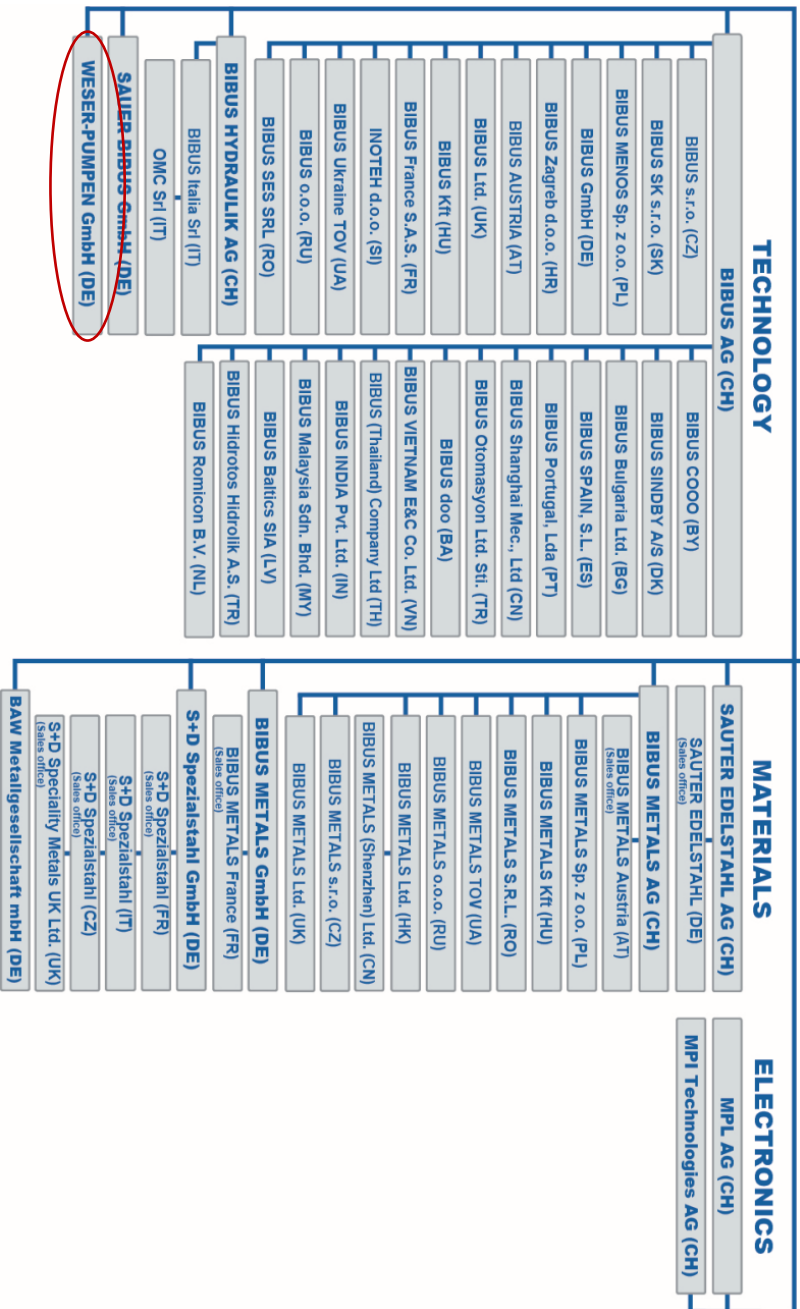 TECHNOLOGY
BIBUS AG (CH)
BIBUS s.r.o. (CZ)
BIBUS SK s.r.o. (SK)
BIBUS MENOS Sp. z o.o. (PL)
BIBUS GmbH (DE)
BIBUS Zagreb d.o.o. (HR)
BIBUS AUSTRIA (AT)
BIBUS Ltd. (UK)
BIBUS Kft (HU)
BIBUS France S.A.S. (FR)
INOTEH d.o.o. (SI)
BIBUS Ukraine TOV (UA)
BIBUS o.o.o. (RU)
BIBUS SES SRL (RO)
BIBUS HYDRAULIK AG (CH)
BIBUS Italia Srl (IT)
OMC Srl (IT)
SAUER BIBUS GmbH (DE)
WESER-PUMPEN GmbH (DE)
BIBUS COOO (BY)
BIBUS SINDBY A/S (DK)
BIBUS Bulgaria Ltd. (BG)
BIBUS SPAIN, S.L. (ES)
BIBUS Portugal, Lda (PT)
BIBUS Shanghai Mec., Ltd (CN)
BIBUS Otomasyon Ltd. Sti. (TR)
BIBUS doo (BA)
BIBUS VIETNAM E&C Co. Ltd. (VN)
BIBUS (Thailand) Company Ltd (TH)
BIBUS INDIA Pvt. Ltd. (IN)
BIBUS Malaysia Sdn. Bhd. (MY)
BIBUS Baltics SIA (LV)
BIBUS Hidrotos Hidrolik A.S. (TR)
BIBUS Romicon B.V. (NL)
MATERIALS
SAUTER EDELSTAHL AG (CH)
SAUTER EDELSTAHL (DE)
(Sales office)
BIBUS METALS AG (CH)
BIBUS METALS Austria (AT)
(Sales office)
BIBUS METALS Sp. z o.o. (PL)
BIBUS METALS Kft (HU)
BIBUS METALS S.R.L. (RO)
BIBUS METALS TOV (UA)
BIBUS METALS o.o.o. (RU)
BIBUS METALS Ltd. (HK)
BIBUS METALS (Shenzhen) Ltd. (CN)
BIBUS METALS s.r.o. (CZ)
BIBUS METALS Ltd. (UK)
BIBUS METALS GmbH (DE)
BIBUS METALS France (FR)
(Sales office)
S+D Spezialstahl GmbH (DE)
S+D Spezialstahl (FR)
(Sales office)
S+D Spezialstahl (IT)
(Sales office)
S+D Spezialstahl (CZ)
(Sales office)
S+D Speciality Metals UK Ltd. (UK)
(Sales office)
BAW Metallgesellschaft mbH (DE)
ELECTRONICS
MPL AG (CH)
MPI Technologies AG (CH)